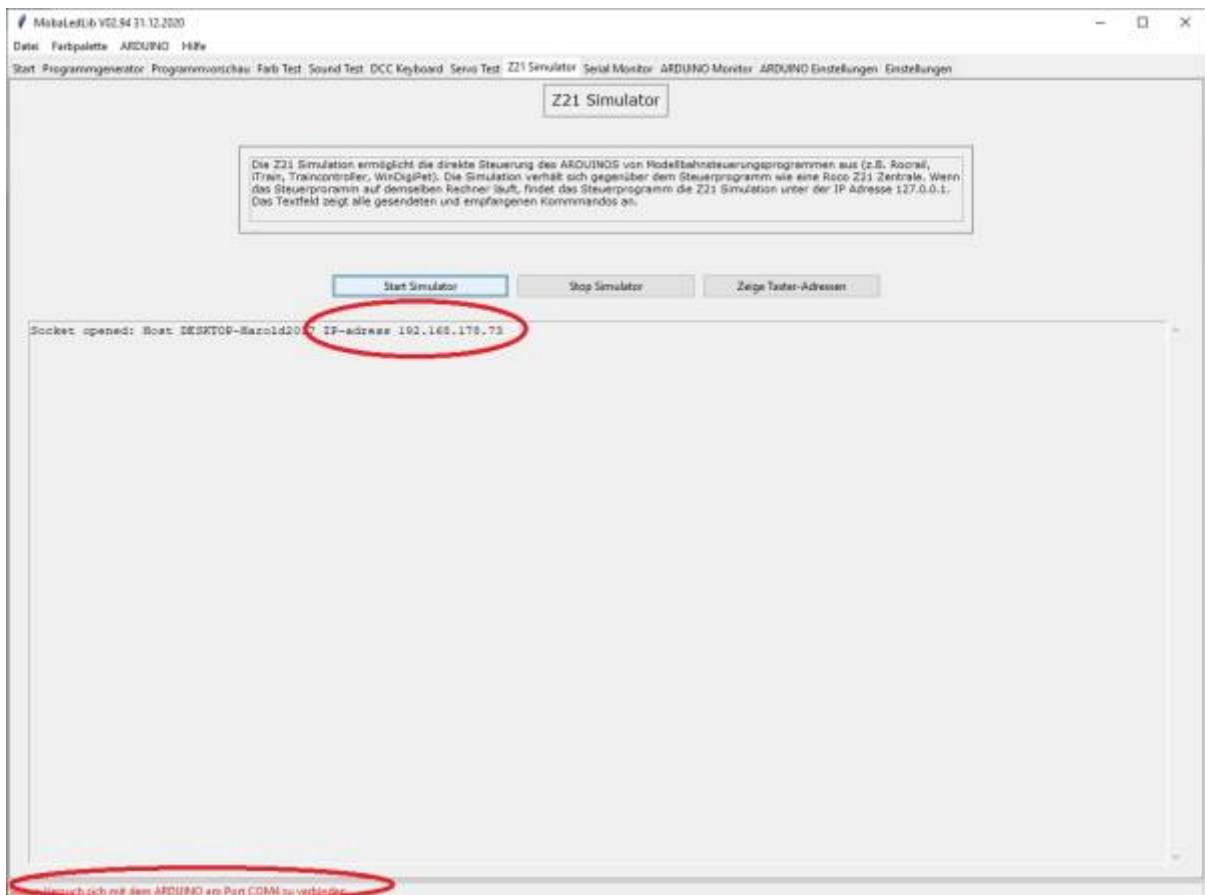 MobaLedLib V02.94 31.12.2020
Datei Farbpalette ARDUINO Hilfe
Start Programmgenerator Programmvorschau Farb Test Sound Test DCC Keyboard Servo Test Z21 Simulator Serial Monitor ARDUINO Monitor ARDUINO Einstellungen Einstellungen
Z21 Simulator
Die Z21 Simulation ermöglicht die direkte Steuerung des ARDUINOS von Modellbahnsteuerungsprogrammen aus (z.B. Rocrail,
iTrain, Traincontroller, WinDigiPet). Die Simulation verhält sich gegenüber dem Steuerprogramm wie eine Roco Z21 Zentrale. Wenn
das Steuerproramm auf demselben Rechner läuft, findet das Steuerprogramm die Z21 Simulation unter der IP Adresse 127.0.0.1.
Das Textfeld zeigt alle gesendeten und empfangenen Kommmandos an.
Start Simulator Stop Simulator Zeige Taster-Adressen
Socket opened: Host DESKTOP-Harold2017 IP-adress 192.168.178.73
Versuch sich mit dem ARDUINO am Port COM4 zu verbinden